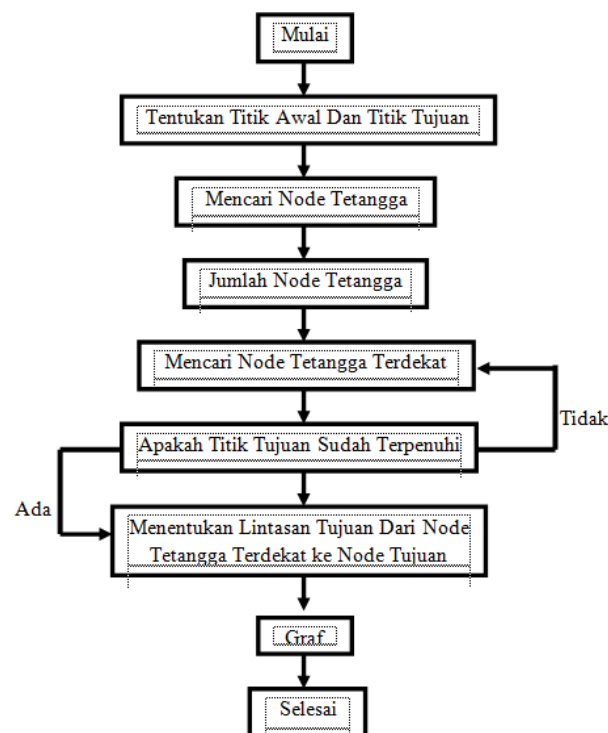 Mulai
Tentukan Titik Awal Dan Titik Tujuan
Mencari Node Tetangga
Jumlah Node Tetangga
Mencari Node Tetangga Terdekat
Tidak
Apakah Titik Tujuan Sudah Terpenuhi
Ada
Menentukan Lintasan Tujuan Dari Node
Tetangga Terdekat ke Node Tujuan
Graf
Selesai